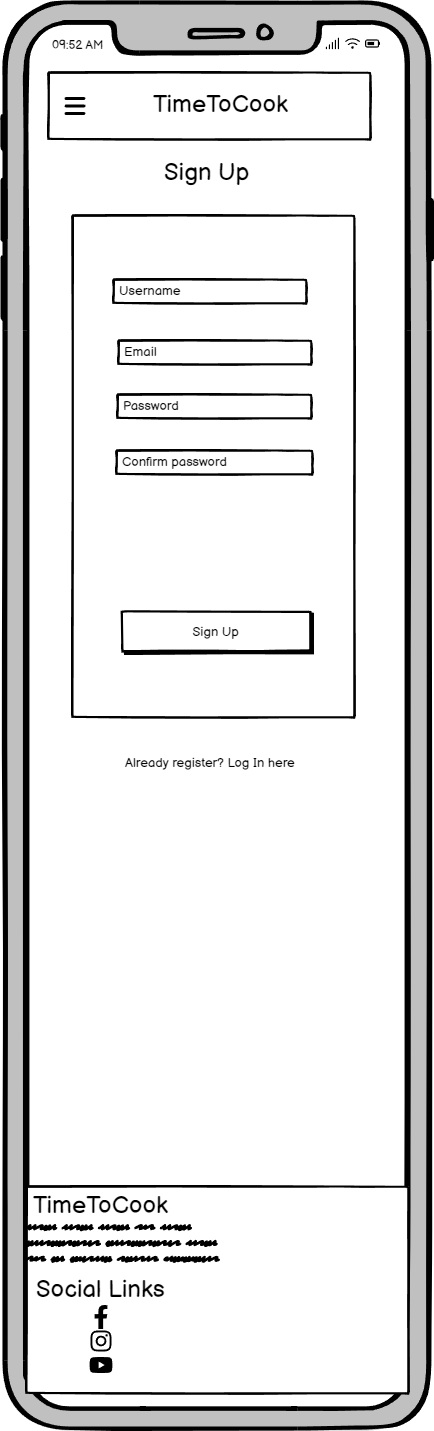 09:52 AM
TimeToCook
Sign Up
Username
Email
Password
Confirm password
Sign Up
Already register? Log In here
TimeToCook
Social Links